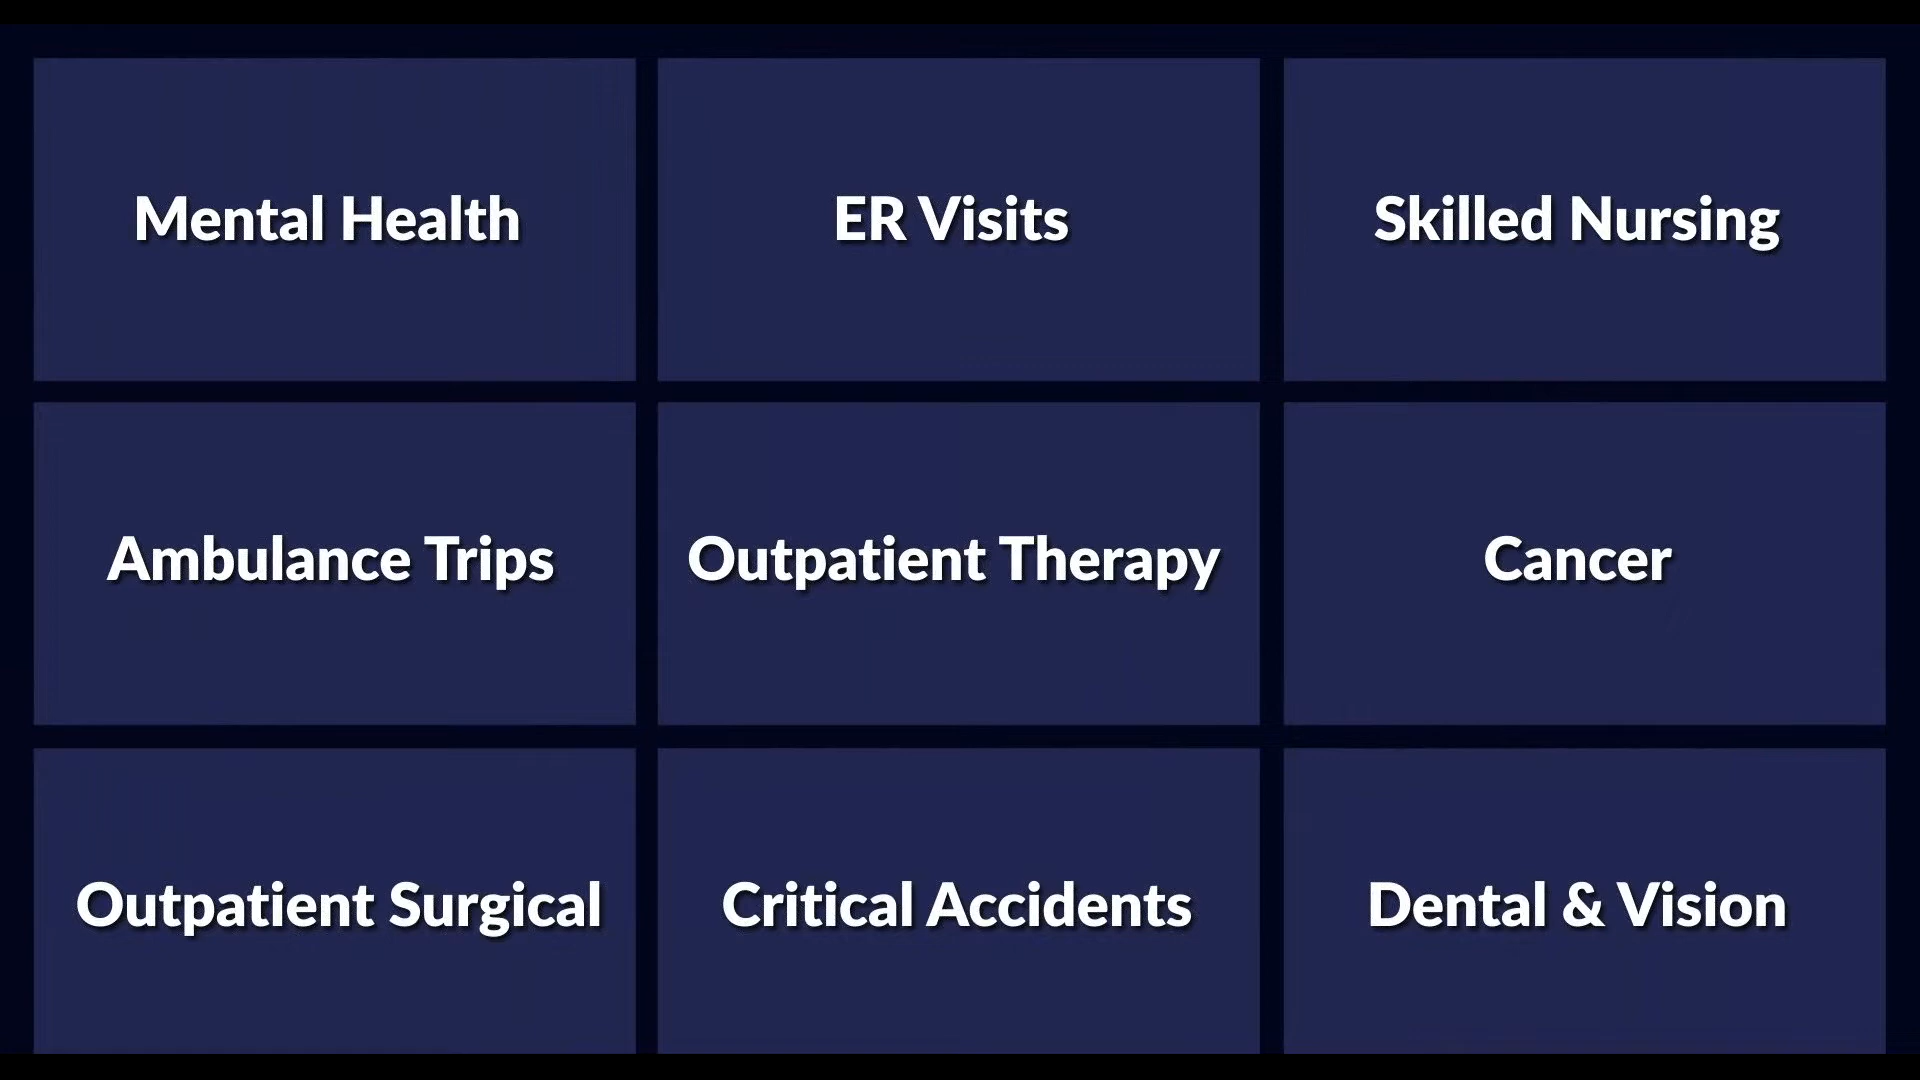 Mental Health
ER Visits
Skilled Nursing
Ambulance Trips
Outpatient Therapy
Cancer
Outpatient Surgical
Critical Accidents
Dental & Vision